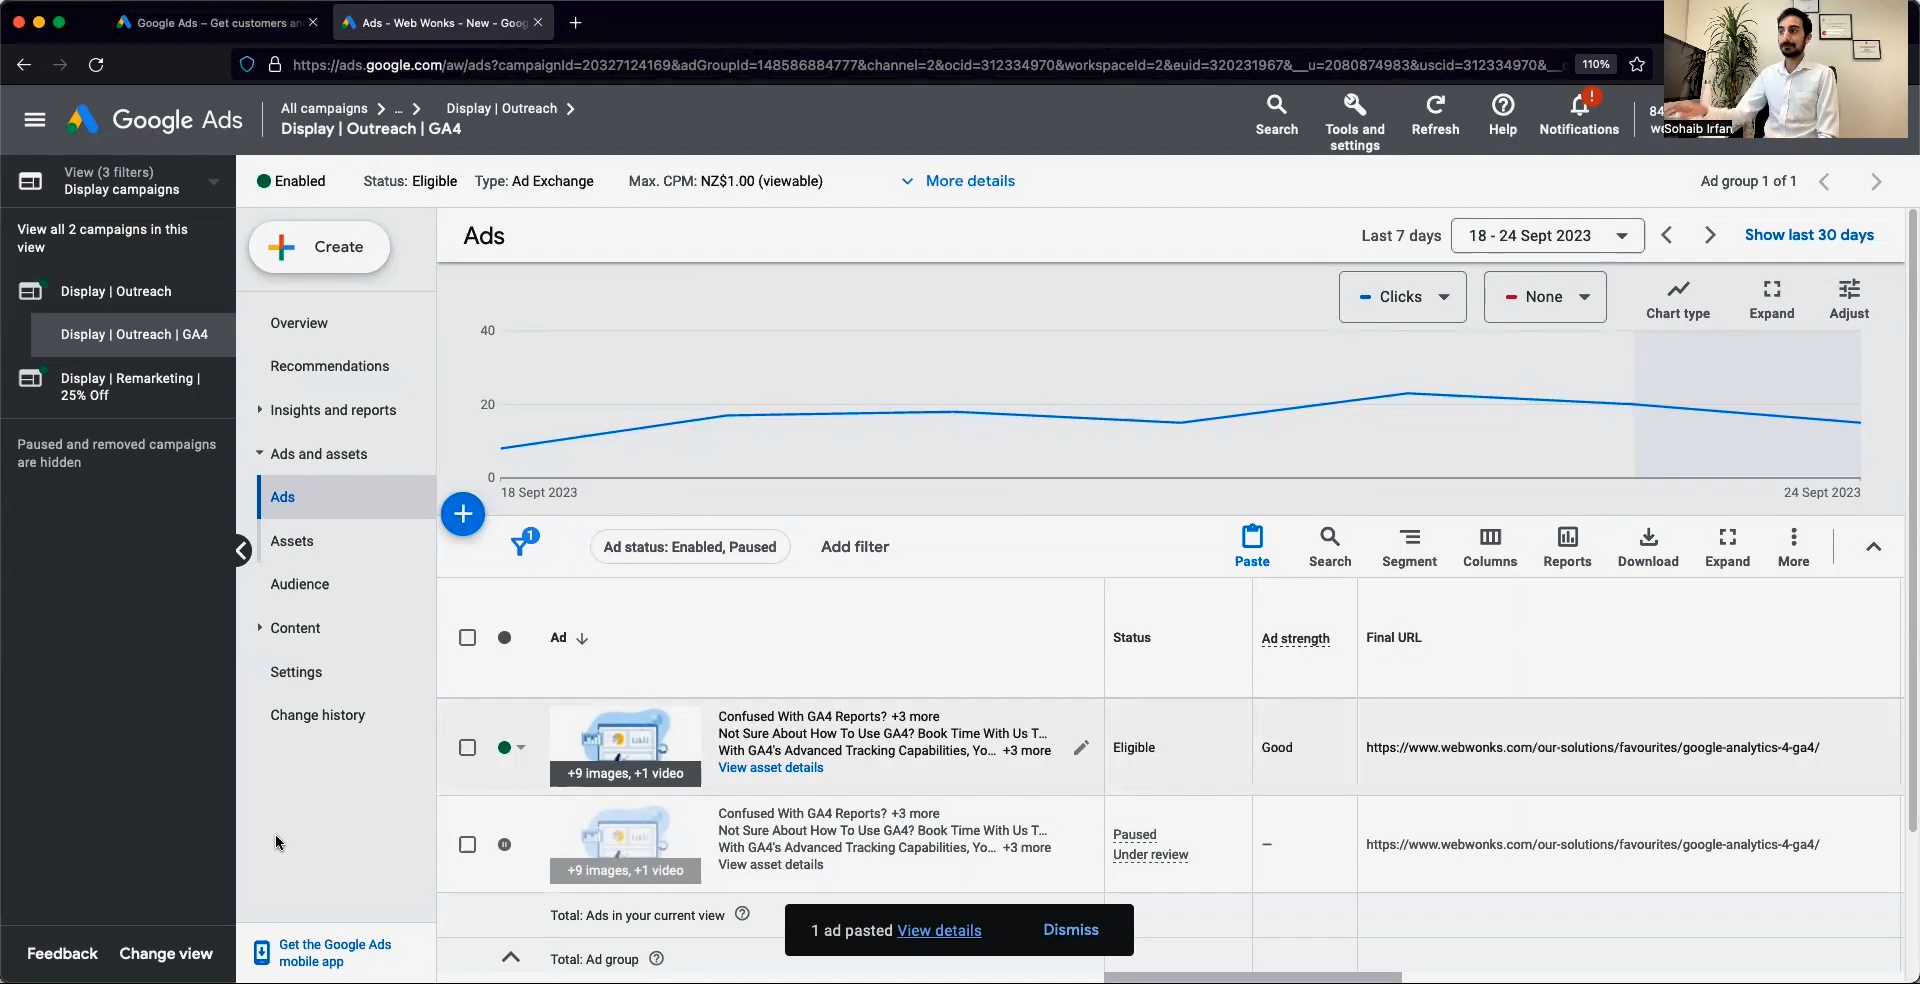 Google Ads – Get customers an
Ads - Web Wonks - New - Goog
https://ads.google.com/aw/ads?campaignId=20327124169&adGroupId=148586884777&channel=2&ocid=312334970&workspaceId=2&euid=320231967&__u=2080874983&uscid=312334970&__
110%
Google Ads
All campaigns
...
Display | Outreach
Display | Outreach | GA4
Search
Tools and settings
Refresh
Help
!
Notifications
84
we
Sohaib Irfan
View (3 filters)
Display campaigns
View all 2 campaigns in this
view
Display | Outreach
Display | Outreach | GA4
Display | Remarketing |
25% Off
Paused and removed campaigns
are hidden
Feedback
Change view
Enabled
Status: Eligible
Type: Ad Exchange
Max. CPM: NZ$1.00 (viewable)
More details
Ad group 1 of 1
Create
Overview
Recommendations
Insights and reports
Ads and assets
Ads
Assets
Audience
Content
Settings
Change history
Get the Google Ads
mobile app
Ads
Last 7 days
18 - 24 Sept 2023
Show last 30 days
Clicks
None
Chart type
Expand
Adjust
40
20
0
18 Sept 2023
24 Sept 2023
1
Ad status: Enabled, Paused
Add filter
Paste
Search
Segment
Columns
Reports
Download
Expand
More
Ad
Status
Ad strength
Final URL
+9 images, +1 video
Confused With GA4 Reports? +3 more
Not Sure About How To Use GA4? Book Time With Us T...
With GA4's Advanced Tracking Capabilities, Yo... +3 more
View asset details
Eligible
Good
https://www.webwonks.com/our-solutions/favourites/google-analytics-4-ga4/
+9 images, +1 video
Confused With GA4 Reports? +3 more
Not Sure About How To Use GA4? Book Time With Us T...
With GA4's Advanced Tracking Capabilities, Yo... +3 more
View asset details
Paused
Under review
–
https://www.webwonks.com/our-solutions/favourites/google-analytics-4-ga4/
Total: Ads in your current view
Total: Ad group
1 ad pasted View details
Dismiss